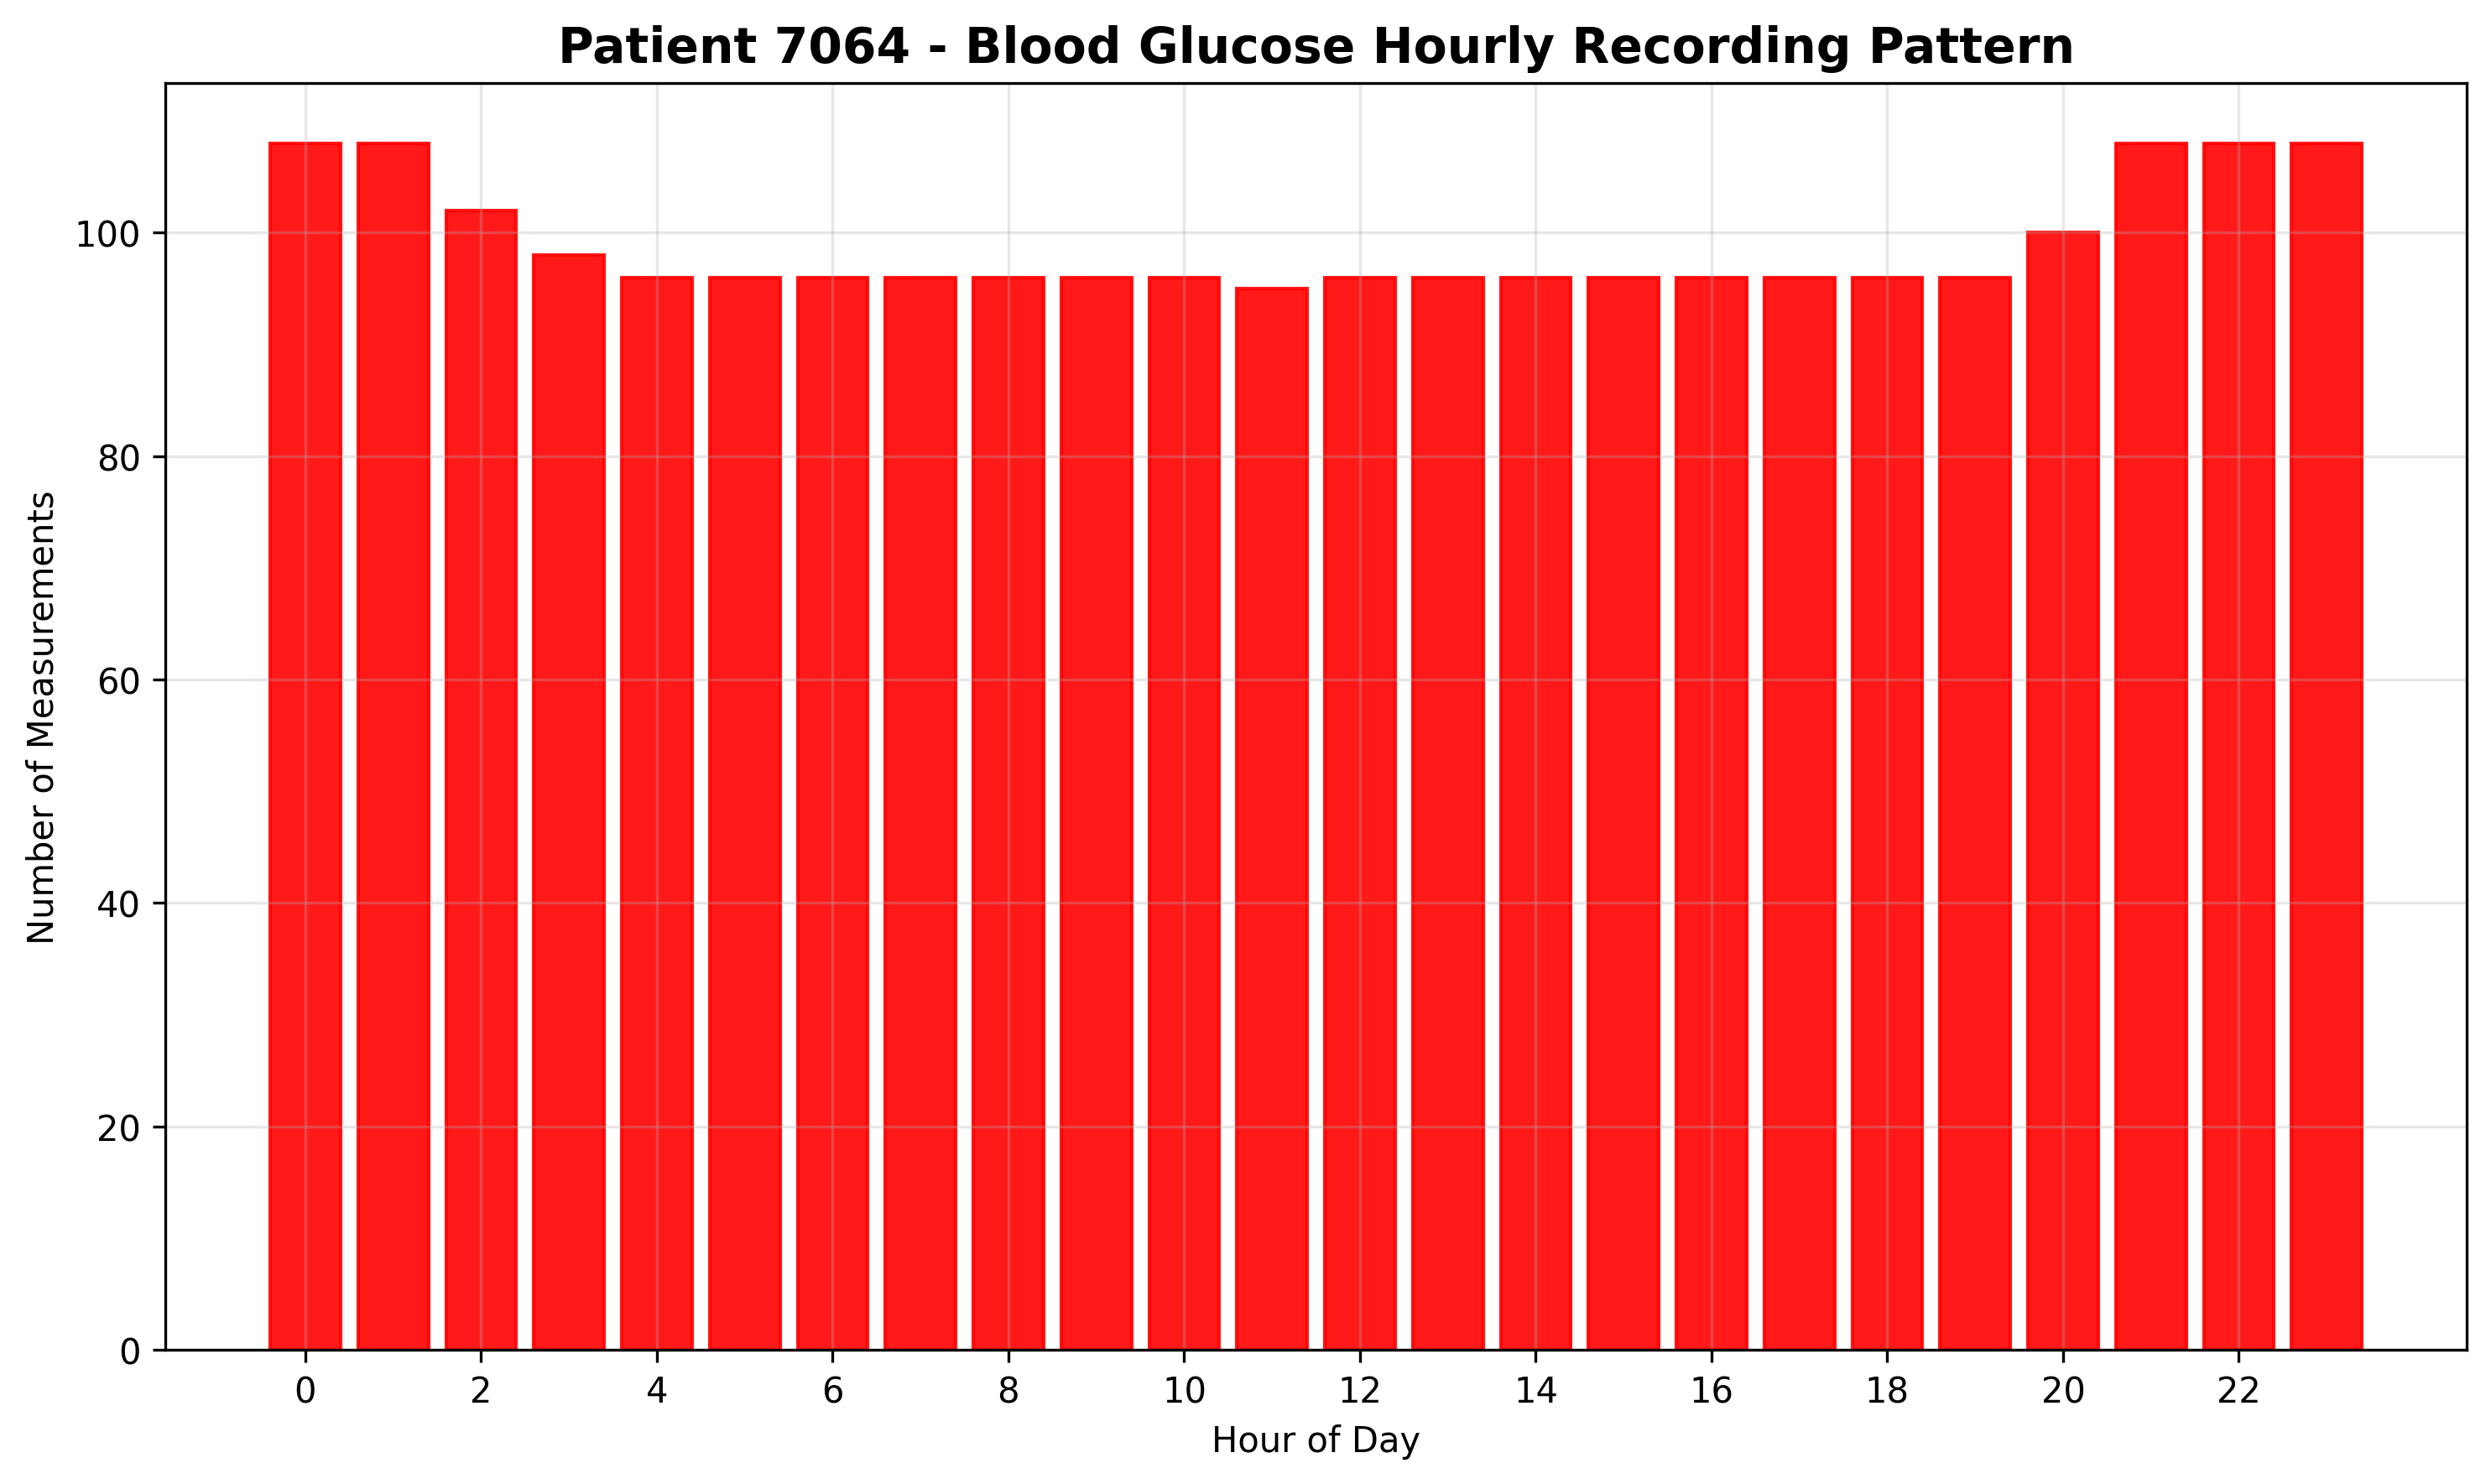 Patient 7064 - Blood Glucose Hourly Recording Pattern
Number of Measurements
100
80
60
40
20
0
0 2 4 6 8 10 12 14 16 18 20 22
Hour of Day